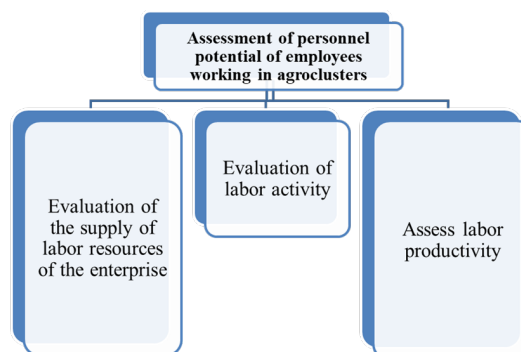 Assessment of personnel
potential of employees
working in agroclusters
Evaluation of
the supply of
labor resources
of the enterprise
Evaluation of
labor activity
Assess labor
productivity